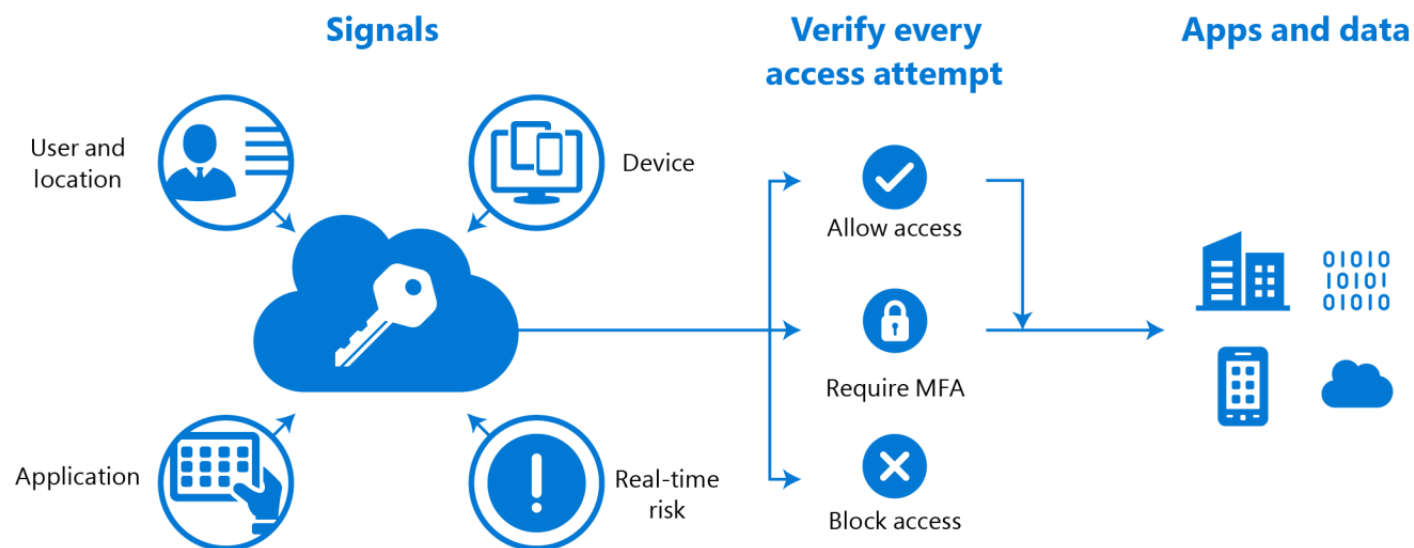 Signals
Verify every
access attempt
Apps and data
User and
location
Device
Application
Real-time
risk
Allow access
Require MFA
Block access
01010
10101
01010